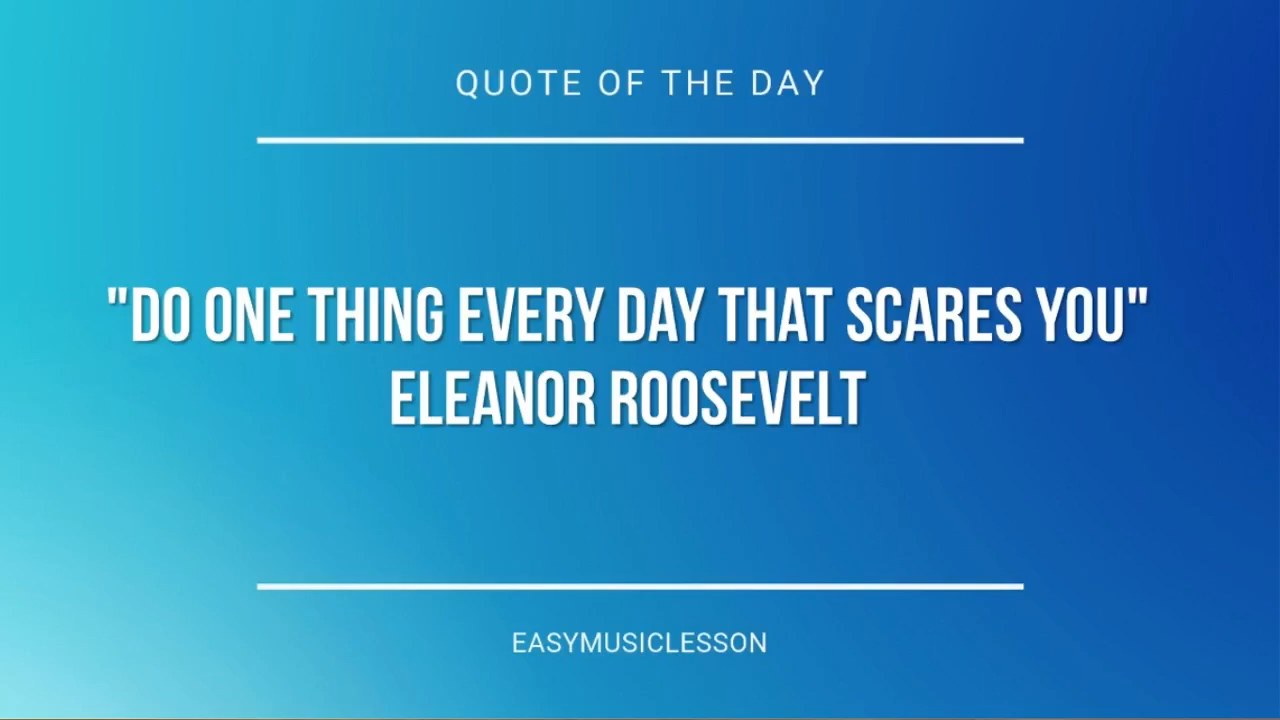 QUOTE OF THE DAY
"DO ONE THING EVERY DAY THAT SCARES YOU"
ELEANOR ROOSEVELT
EASYMUSICLESSON